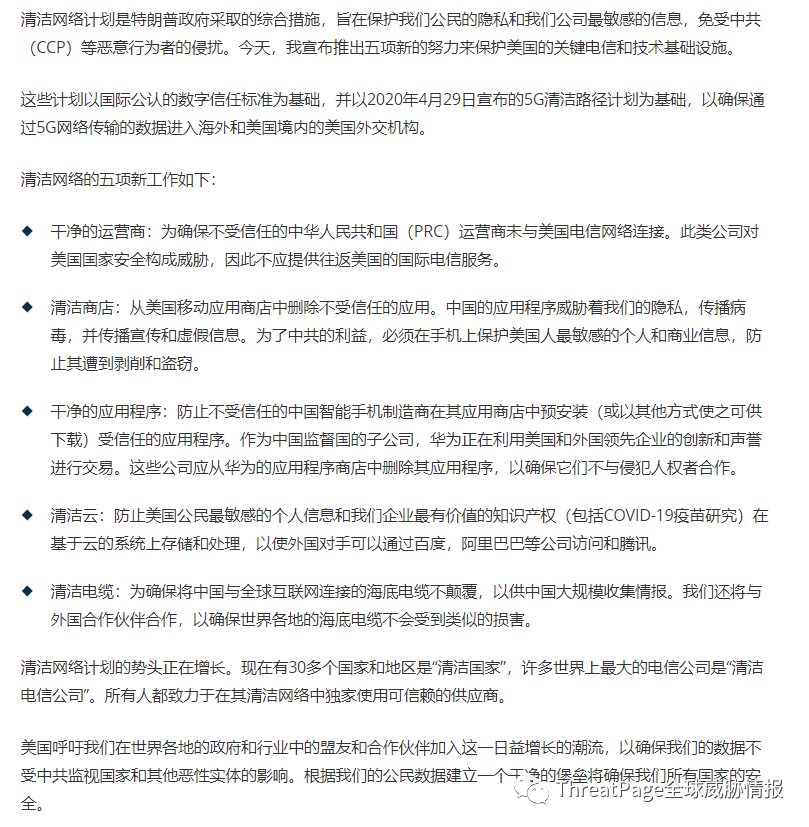 清洁网络计划是特朗普政府采取的综合措施，旨在保护我们公民的隐私和我们公司最敏感的信息，免受中共
（CCP）等恶意行为者的侵扰。今天，我宣布推出五项新的努力来保护美国的关键电信和技术基础设施。
这些计划以国际公认的数字信任标准为基础，并以2020年4月29日宣布的5G清洁路径计划为基础，以确保通
过5G网络传输的数据进入海外和美国境内的美国外交机构。
清洁网络的五项新工作如下：
◆ 干净的运营商：为确保不受信任的中华人民共和国（PRC）运营商未与美国电信网络连接。此类公司对
美国国家安全构成威胁，因此不应提供往返美国的国际电信服务。
◆ 清洁商店：从美国移动应用商店中删除不受信任的应用。中国的应用程序威胁着我们的隐私，传播病
毒，并传播宣传和虚假信息。为了中共的利益，必须在手机上保护美国人最敏感的个人和商业信息，防
止其遭到剥削和盗窃。
◆ 干净的应用程序：防止不受信任的中国智能手机制造商在其应用商店中预安装（或以其他方式使之可供
下载）受信任的应用程序。作为中国监督国的子公司，华为正在利用美国和外国领先企业的创新和声誉
进行交易。这些公司应从华为的应用程序商店中删除其应用程序，以确保它们不与侵犯人权者合作。
◆ 清洁云：防止美国公民最敏感的个人信息和我们企业最有价值的知识产权（包括COVID-19疫苗研究）在
基于云的系统上存储和处理，以使外国对手可以通过百度，阿里巴巴等公司访问和腾讯。
◆ 清洁电缆：为确保将中国与全球互联网连接的海底电缆不颠覆，以供中国大规模收集情报。我们还将与
外国合作伙伴合作，以确保世界各地的海底电缆不会受到类似的损害。
清洁网络计划的势头正在增长。现在有30多个国家和地区是“清洁国家”，许多世界上最大的电信公司是“清洁
电信公司”。所有人都致力于在其清洁网络中独家使用可信赖的供应商。
美国呼吁我们在世界各地的政府和行业中的盟友和合作伙伴加入这一日益增长的潮流，以确保我们的数据不
受中共监视国家和其他恶性实体的影响。根据我们的公民数据建立一个干净的堡垒将确保我们所有国家的安
全。
ThreatPage全球威胁情报